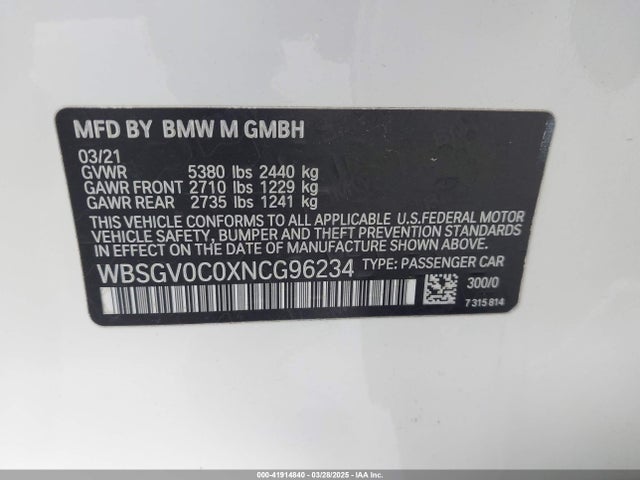 MFD BY BMW M GMBH
03/21
GVWR 5380 lbs 2440 kg
GAWR FRONT 2710 lbs 1229 kg
GAWR REAR 2735 lbs 1241 kg
THIS VEHICLE CONFORMS TO ALL APPLICABLE U.S.FEDERAL MOTOR
VEHICLE SAFETY, BUMPER AND THEFT PREVENTION STANDARDS
IN EFFECT ON THE DATE OF MANUFACTURE SHOWN ABOVE.
WBSGV0C0XNCG96234 TYPE: PASSENGER CAR
300/0
7 315 814
000-41914840 - 03/28/2025 - IAA Inc.